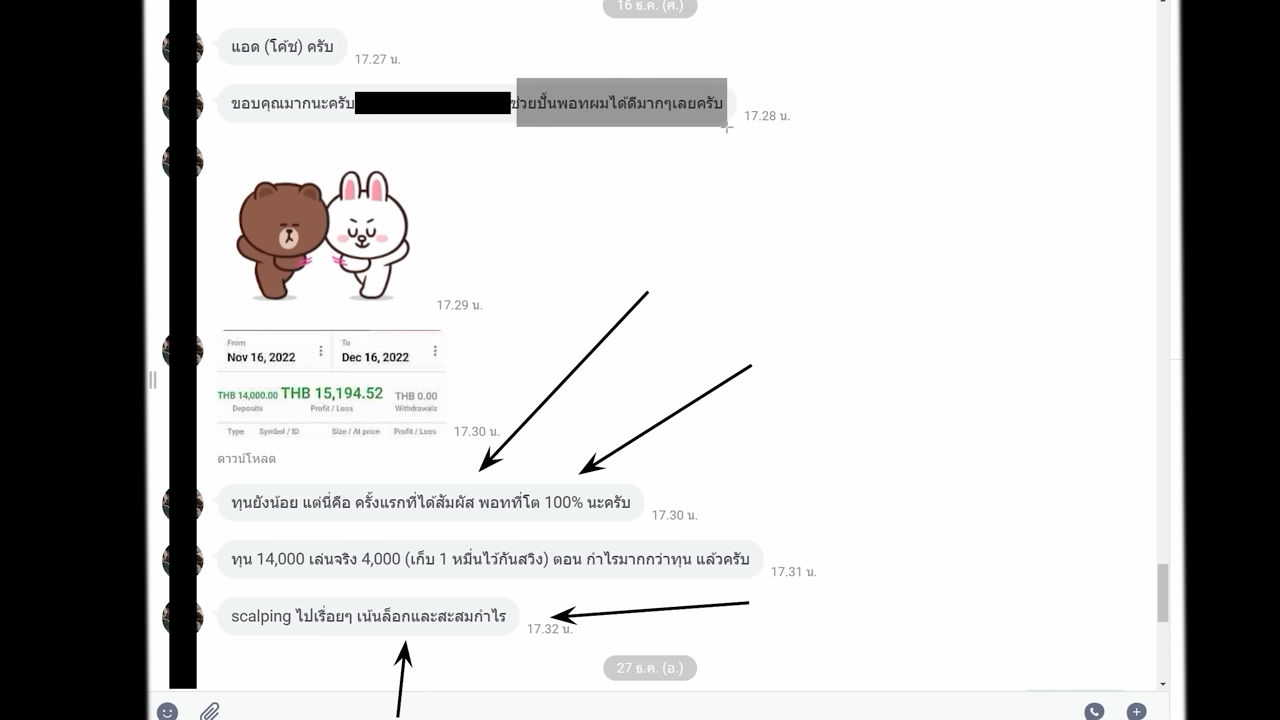 16 ธ.ค. (ศ.)
แอด (โค้ช) ครับ
17.27 น.
ขอบคุณมากนะครับ
ช่วยปั้นพอทผมได้ดีมากๆเลยครับ
17.28 น.
17.29 น.
From
Nov 16, 2022
To
Dec 16, 2022
THB 14,000.00 THB 15,194.52 THB 0.00
Deposits Profit / Loss Withdrawals
Type Symbol / ID Size / At price Profit / Loss
17.30 น.
ดาวน์โหลด
ทุนยังน้อย แต่นี่คือ ครั้งแรกที่ได้สัมผัส พอทที่โต 100% นะครับ
17.30 น.
ทุน 14,000 เล่นจริง 4,000 (เก็บ 1 หมื่นไว้กันสวิง) ตอน กำไรมากกว่าทุน แล้วครับ
17.31 น.
scalping ไปเรื่อยๆ เน้นล็อกและสะสมกำไร
17.32 น.
27 ธ.ค. (อ.)